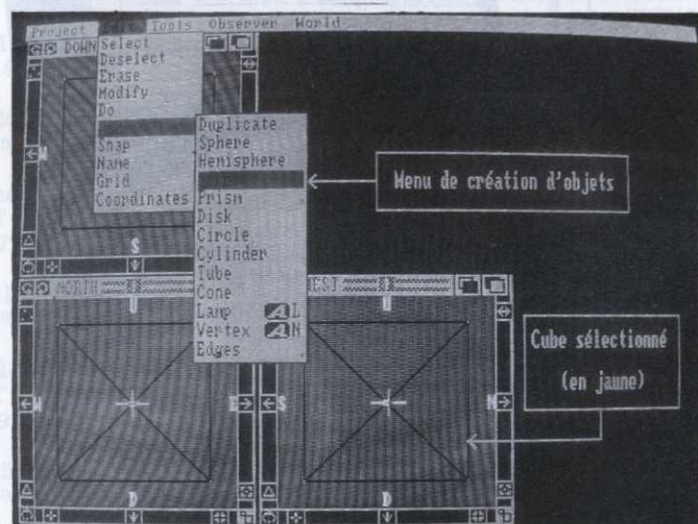 Project Tools Observer World
DOWN
Select
Deselect
Erase
Modify
Do
Snap
Name
Grid
Coordinates
Duplicate
Sphere
Hemisphere
Prism
Disk
Circle
Cylinder
Tube
Cone
Lamp A L
Vertex A N
Edges
Menu de création d'objets
W
S
NORTH
U
W
E
D
EST
U
S
N
D
Cube sélectionné
(en jaune)